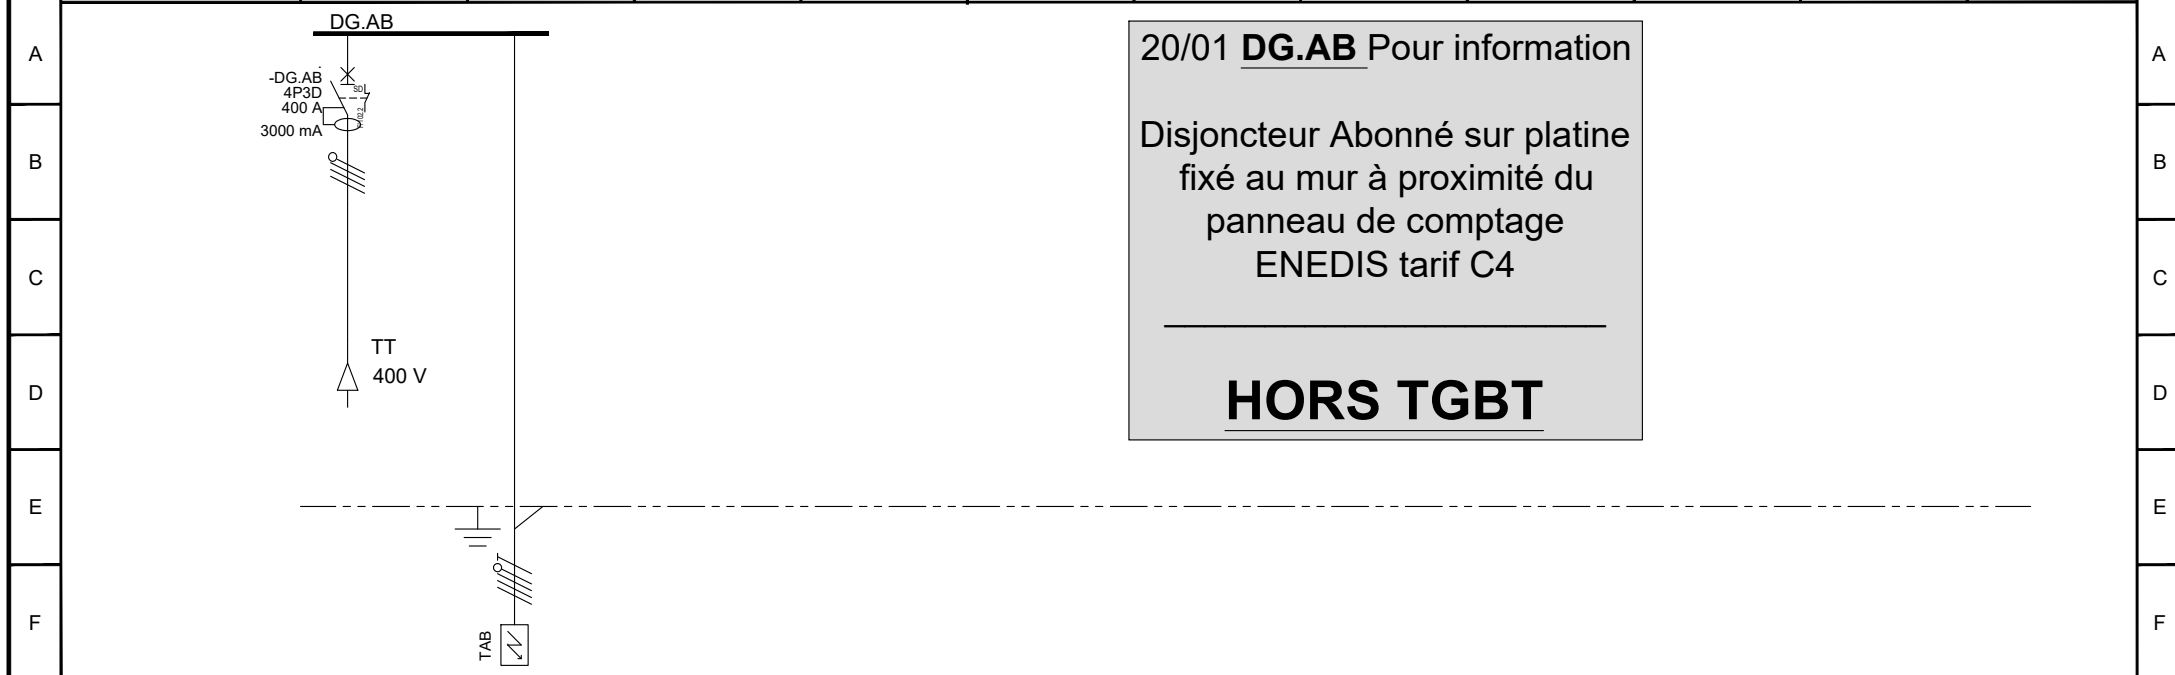 DG.AB
A
-DG.AB
4P3D
400 A
3000 mA
SD
20/01 DG.AB Pour information
Disjoncteur Abonné sur platine
fixé au mur à proximité du
panneau de comptage
ENEDIS tarif C4
HORS TGBT
A
B
B
C
C
TT
400 V
D
D
E
E
F
TAB
F